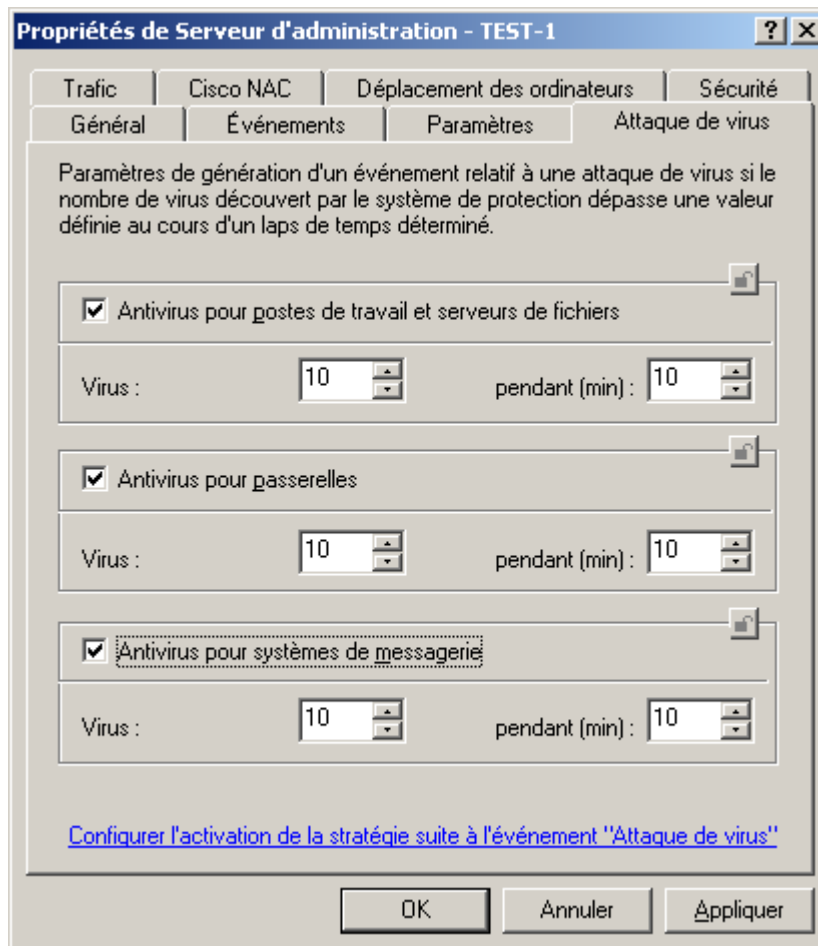 Propriétés de Serveur d'administration - TEST-1
Trafic Cisco NAC Déplacement des ordinateurs Sécurité
Général Événements Paramètres Attaque de virus
Paramètres de génération d'un événement relatif à une attaque de virus si le
nombre de virus découvert par le système de protection dépasse une valeur
définie au cours d'un laps de temps déterminé.
Antivirus pour postes de travail et serveurs de fichiers
Virus : 10 pendant (min) : 10
Antivirus pour passerelles
Virus : 10 pendant (min) : 10
Antivirus pour systèmes de messagerie
Virus : 10 pendant (min) : 10
Configurer l'activation de la stratégie suite à l'événement "Attaque de virus"
OK Annuler Appliquer